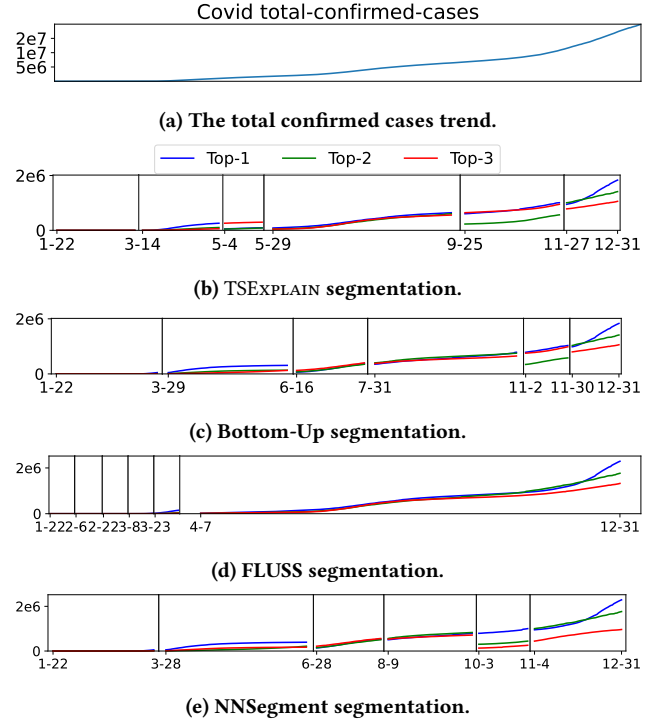 Covid total-confirmed-cases
2e7
1e7
5e6
(a) The total confirmed cases trend.
Top-1 Top-2 Top-3
2e6
0
1-22 3-14 5-4 5-29 9-25 11-27 12-31
(b) TSExplain segmentation.
2e6
0
1-22 3-29 6-16 7-31 11-2 11-30 12-31
(c) Bottom-Up segmentation.
2e6
0
1-222-62-223-83-23 4-7 12-31
(d) FLUSS segmentation.
2e6
0
1-22 3-28 6-28 8-9 10-3 11-4 12-31
(e) NNSegment segmentation.